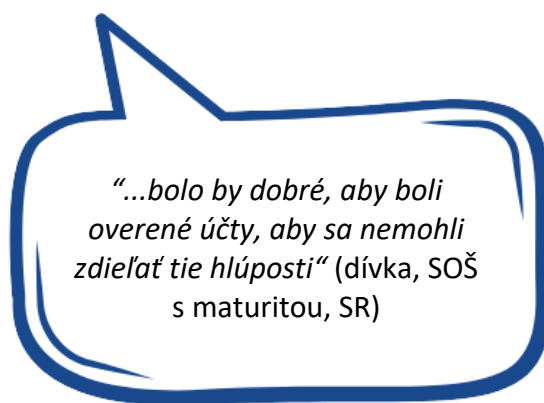 “...bolo by dobré, aby boli
overené účty, aby sa nemohli
zdieľať tie hlúposti“ (dívka, SOŠ
s maturitou, SR)